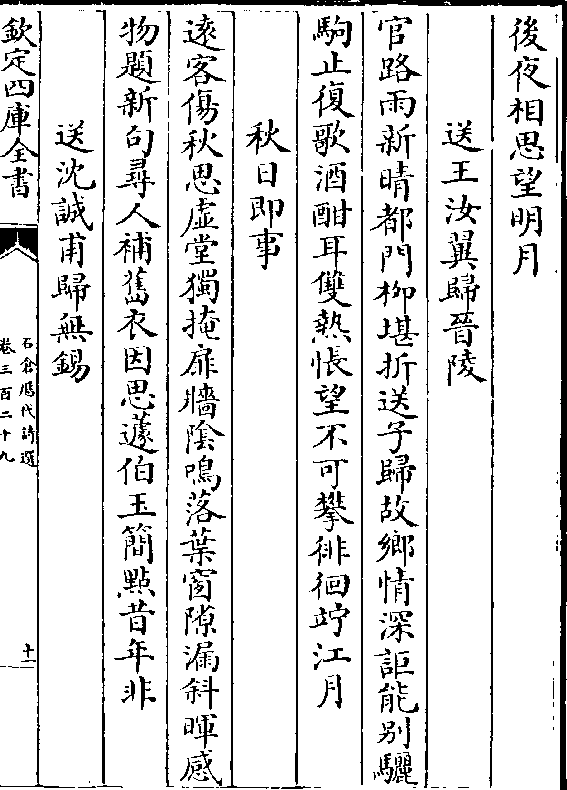 後夜相思望明月
送王汝翼歸晉陵
官路雨新晴都門柳堪折送子歸故鄉情深詎能別驪
駒止復歌酒酣耳雙熱悵望不可攀徘徊竚江月
秋日即事
逺客傷秋思虚堂獨掩扉牆陰鳴落葉窗隙漏斜暉感
物題新句尋人補舊衣因思蘧伯玉簡點昔年非
送沈誠甫歸無錫
欽定四庫全書
石倉歴代詩選
卷三百二十九
十一